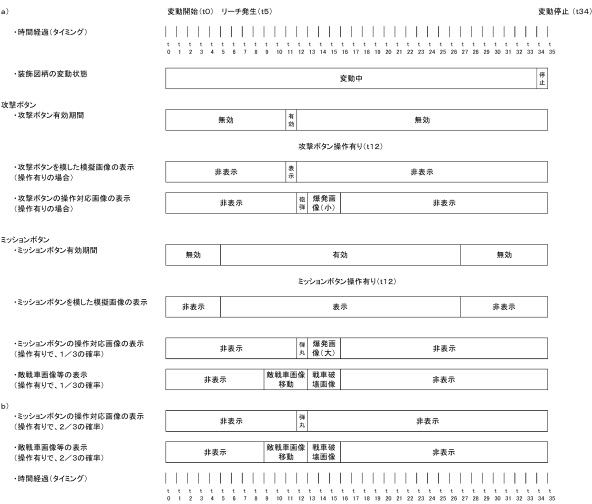 a)
変動開始(t0) リーチ発生(t5) 変動停止 (t34)
・時間経過(タイミング)
t t t t t t t t t t t t t t t t t t t t t t t t t t t t t t t t t t t t
0 1 2 3 4 5 6 7 8 9 10 11 12 13 14 15 16 17 18 19 20 21 22 23 24 25 26 27 28 29 30 31 32 33 34 35
・装飾図柄の変動状態
変動中 停止
攻撃ボタン
・攻撃ボタン有効期間
無効 有効 無効
攻撃ボタン操作有り(t12)
・攻撃ボタンを模した模擬画像の表示
(操作有りの場合)
非表示 表示 非表示
・攻撃ボタンの操作対応画像の表示
(操作有りの場合)
非表示 砲弾 爆発画像(小) 非表示
ミッションボタン
・ミッションボタン有効期間
無効 有効 無効
ミッションボタン操作有り(t12)
・ミッションボタンを模した模擬画像の表示
非表示 表示 非表示
・ミッションボタンの操作対応画像の表示
(操作有りで、1/3の確率)
非表示 弾丸 爆発画像(大) 非表示
・敵戦車画像等の表示
(操作有りで、1/3の確率)
非表示 敵戦車画像移動 戦車破壊画像 非表示
b)
・ミッションボタンの操作対応画像の表示
(操作有りで、2/3の確率)
非表示 弾丸 非表示
・敵戦車画像等の表示
(操作有りで、2/3の確率)
非表示 敵戦車画像移動 戦車破壊画像 非表示
・時間経過(タイミング)
t t t t t t t t t t t t t t t t t t t t t t t t t t t t t t t t t t t t
0 1 2 3 4 5 6 7 8 9 10 11 12 13 14 15 16 17 18 19 20 21 22 23 24 25 26 27 28 29 30 31 32 33 34 35